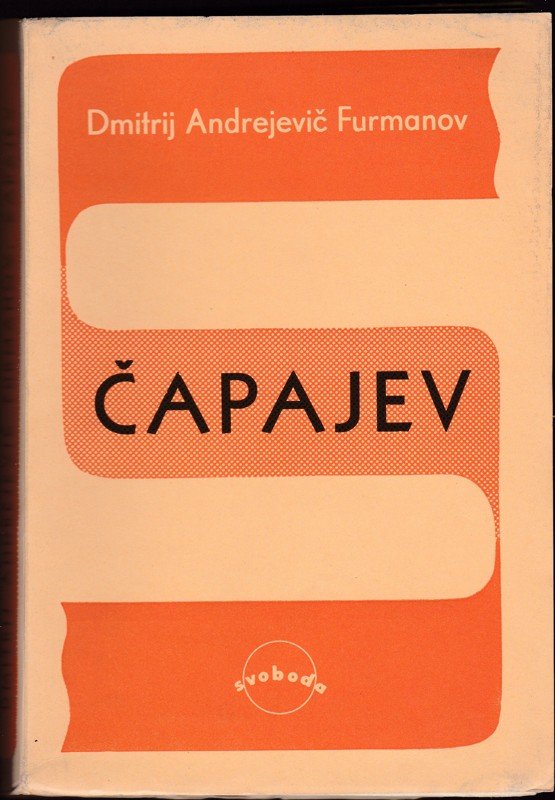 Dmitrij Andrejevič Furmanov
ČAPAJEV
svoboda